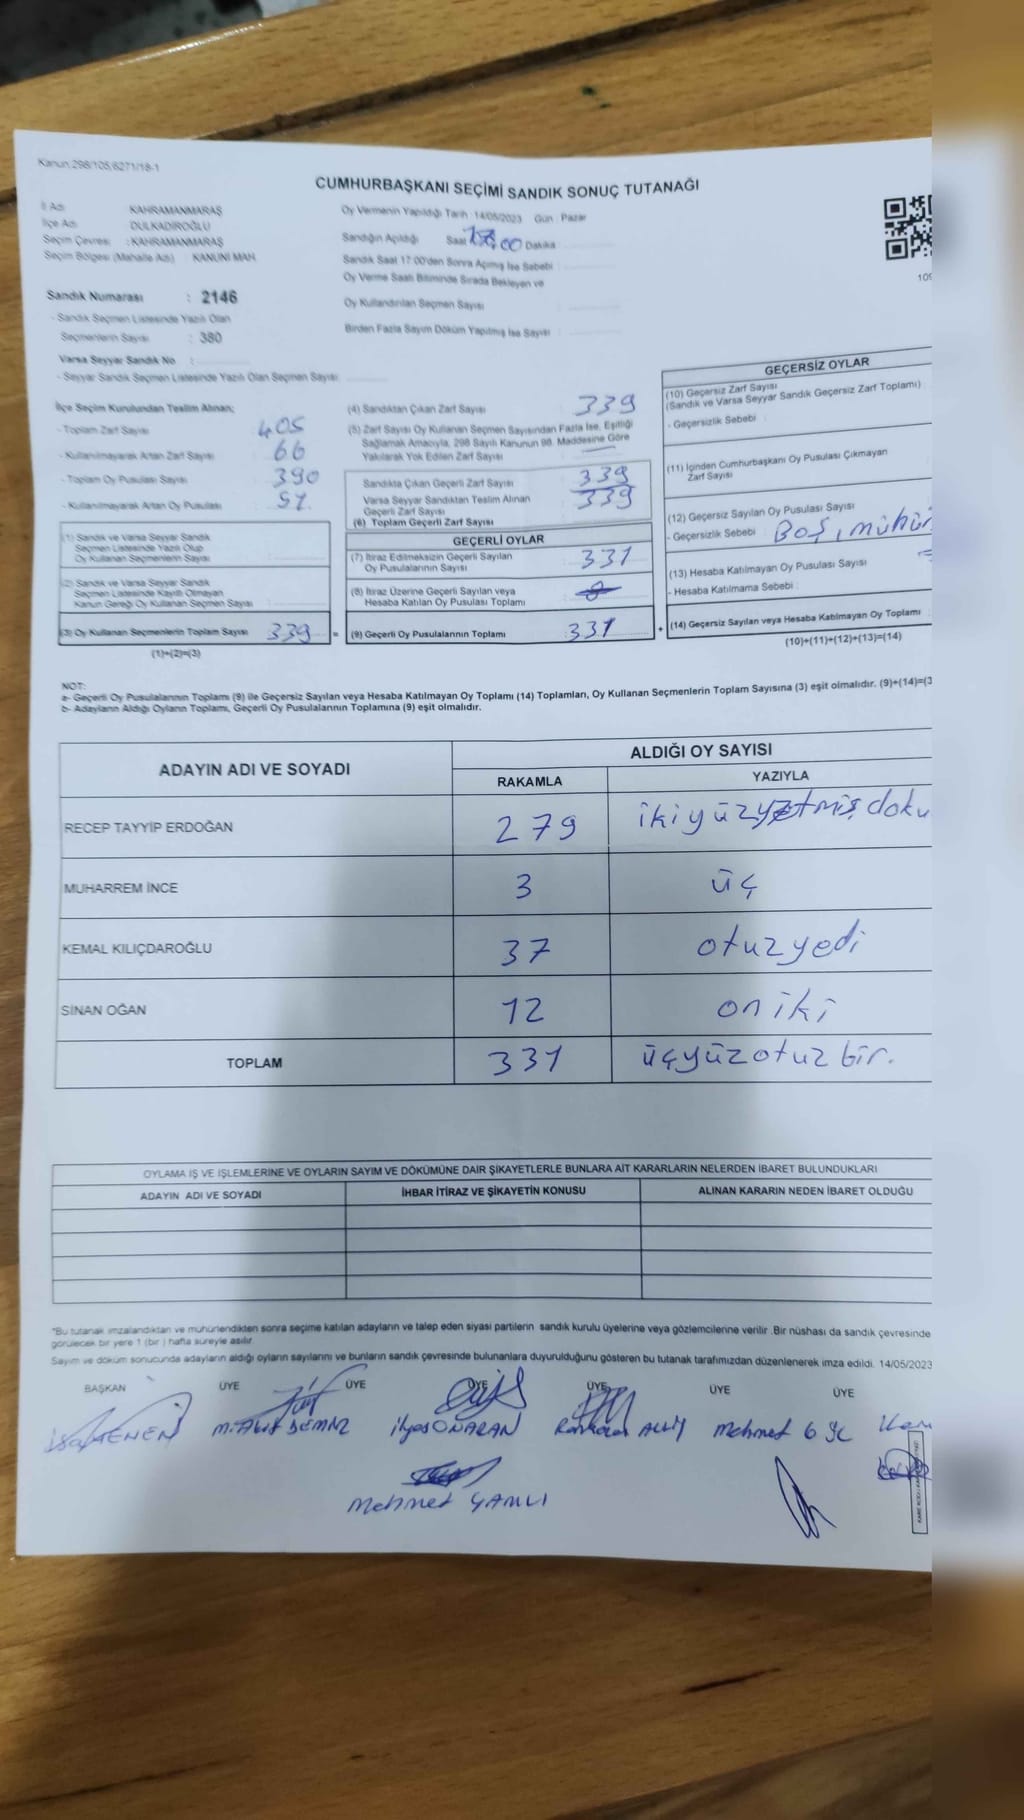 Kanun.298/105,6271/18-1
CUMHURBAŞKANI SEÇİMİ SANDIK SONUÇ TUTANAĞI
İl Adı KAHRAMANMARAŞ
İlçe Adı DULKADİROĞLU
Seçim Çevresi :KAHRAMANMARAŞ
Seçim Bölgesi (Mahalle Adı) KANUNİ MAH.
Oy Vermenin Yapıldığı Tarih :14/05/2023 Gün : Pazar
Sandığın Açıldığı Saat Dakika
Sandık Saat 17:00'den Sonra Açımış İse Sebebi :
Oy Verme Saati Bitiminde Sırada Bekleyen ve
Oy Kullandırılan Seçmen Sayısı
Birden Fazla Sayım Döküm Yapılmış İse Sayısı :
109
Sandık Numarası : 2146
- Sandık Seçmen Listesinde Yazılı Olan
Seçmenlerin Sayısı : 380
Varsa Seyyar Sandık No :
- Seyyar Sandık Seçmen Listesinde Yazılı Olan Seçmen Sayısı
İlçe Seçim Kurulundan Teslim Alınan;
- Toplam Zarf Sayısı 405
- Kullanılmayarak Artan Zarf Sayısı 66
- Toplam Oy Pusulası Sayısı 390
- Kullanılmayarak Artan Oy Pusulası 51
(1) Sandık ve Varsa Seyyar Sandık
Seçmen Listesinde Yazılı Olup
Oy Kullanan Seçmenlerin Sayısı
(2) Sandık ve Varsa Seyyar Sandık
Seçmen Listesinde Kayıtlı Olmayan
Kanun Gereği Oy Kullanan Seçmen Sayısı
(3) Oy Kullanan Seçmenlerin Toplam Sayısı 339 =
(1)+(2)=(3)
(4) Sandıktan Çıkan Zarf Sayısı 339
(5) Zarf Sayısı Oy Kullanan Seçmen Sayısından Fazla İse, Eşitliği
Sağlamak Amacıyla, 298 Sayılı Kanunun 98. Maddesine Göre
Yakılarak Yok Edilen Zarf Sayısı
Sandıkta Çıkan Geçerli Zarf Sayısı 339
Varsa Seyyar Sandıktan Teslim Alınan
Geçerli Zarf Sayısı
(6) Toplam Geçerli Zarf Sayısı 339
GEÇERLİ OYLAR
(7) İtiraz Edilmeksizin Geçerli Sayılan
Oy Pusulalarının Sayısı 331
(8) İtiraz Üzerine Geçerli Sayılan veya
Hesaba Katılan Oy Pusulası Toplamı
(9) Geçerli Oy Pusulalarının Toplamı 331 +
GEÇERSİZ OYLAR
(10) Geçersiz Zarf Sayısı
(Sandık ve Varsa Seyyar Sandık Geçersiz Zarf Toplamı)
- Geçersizlik Sebebi :
(11) İçinden Cumhurbaşkanı Oy Pusulası Çıkmayan
Zarf Sayısı
(12) Geçersiz Sayılan Oy Pusulası Sayısı
- Geçersizlik Sebebi : Boş, mühür
(13) Hesaba Katılmayan Oy Pusulası Sayısı
- Hesaba Katılmama Sebebi :
(14) Geçersiz Sayılan veya Hesaba Katılmayan Oy Toplamı
(10)+(11)+(12)+(13)=(14)
NOT:
a- Geçerli Oy Pusulalarının Toplamı (9) ile Geçersiz Sayılan veya Hesaba Katılmayan Oy Toplamı (14) Toplamları, Oy Kullanan Seçmenlerin Toplam Sayısına (3) eşit olmalıdır. (9)+(14)=(3
b- Adayların Aldığı Oyların Toplamı, Geçerli Oy Pusulalarının Toplamına (9) eşit olmalıdır.
ADAYIN ADI VE SOYADI
ALDIĞI OY SAYISI
RAKAMLA YAZIYLA
RECEP TAYYİP ERDOĞAN 279 ikiyüzyetmişdoku
MUHARREM İNCE 3 üç
KEMAL KILIÇDAROĞLU 37 otuzyedi
SİNAN OĞAN 12 oniki
TOPLAM 331 üçyüzotuzbir.
OYLAMA İŞ VE İŞLEMLERİNE VE OYLARIN SAYIM VE DÖKÜMÜNE DAİR ŞİKAYETLERLE BUNLARA AİT KARARLARIN NELERDEN İBARET BULUNDUKLARI
ADAYIN ADI VE SOYADI İHBAR İTİRAZ VE ŞİKAYETİN KONUSU ALINAN KARARIN NEDEN İBARET OLDUĞU
*Bu tutanak imzalandıktan ve mühürlendikten sonra seçime katılan adayların ve talep eden siyasi partilerin sandık kurulu üyelerine veya gözlemcilerine verilir .Bir nüshası da sandık çevresinde
görülecek bir yere 1 (bir ) hafta süreyle asılır.
Sayım ve döküm sonucunda adayların aldığı oyların sayılarını ve bunların sandık çevresinde bulunanlara duyurulduğunu gösteren bu tutanak tarafımızdan düzenlenerek imza edildi. 14/05/2023
BAŞKAN ÜYE ÜYE ÜYE ÜYE ÜYE ÜYE
İlyas ONARAN Mehmet
Mehmet ÇAMLI